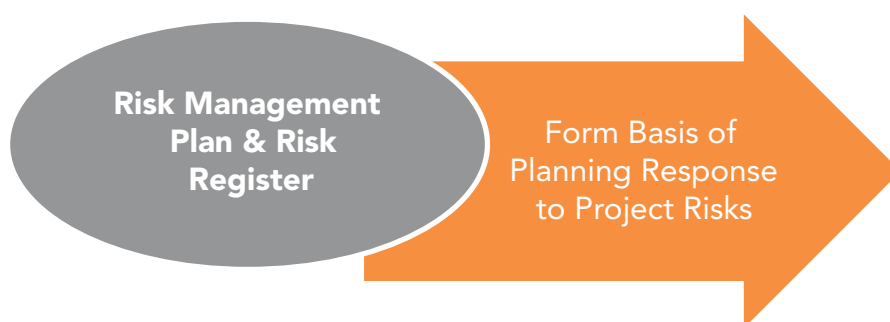 Risk Management
Plan & Risk
Register
Form Basis of
Planning Response
to Project Risks